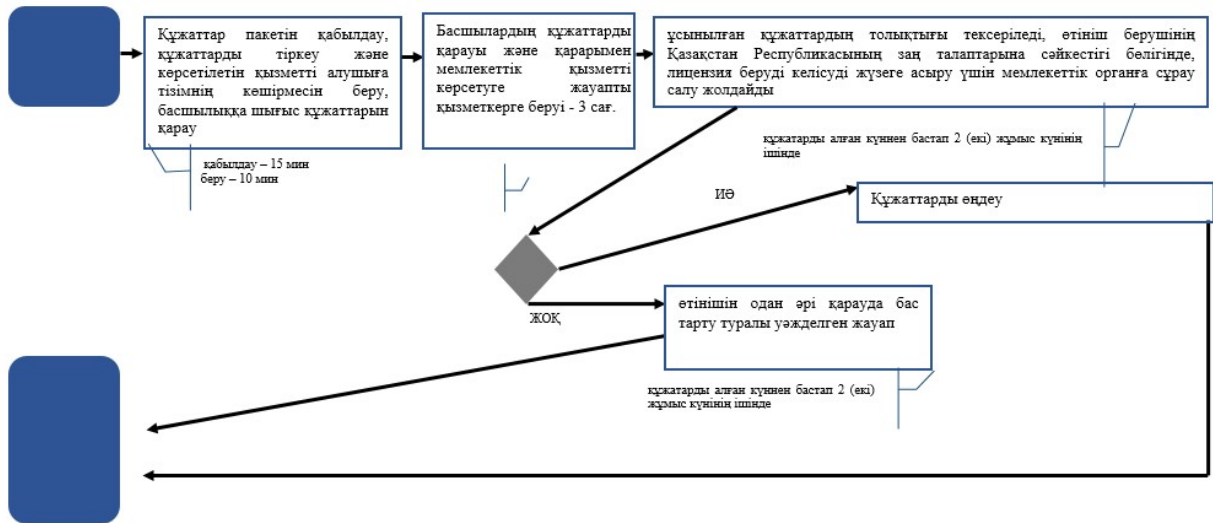 Құжаттар пакетін қабылдау,
құжаттарды тіркеу және
көрсетілетін қызметті алушыға
тізімнің көшірмесін беру,
басшылыққа шығыс құжаттарын
қарау
қабылдау – 15 мин
беру – 10 мин
Басшылардың құжаттарды
қарауы және қарарымен
мемлекеттік қызметті
көрсетуге жауапты
қызметкерге беруі - 3 сағ.
ұсынылған құжаттардың толықтығы тексеріледі, өтініш берушінің
Қазақстан Республикасының заң талаптарына сәйкестігі бөлігінде,
лицензия беруді келісуді жүзеге асыру үшін мемлекеттік органға сұрау
салу жолдайды
құжатарды алған күннен бастап 2 (екі) жұмыс күнінің
ішінде
ИӘ
Құжаттарды өңдеу
ЖОҚ
өтінішін одан әрі қарауда бас
тарту туралы уәжделген жауап
құжатарды алған күннен бастап 2 (екі)
жұмыс күнінің ішінде